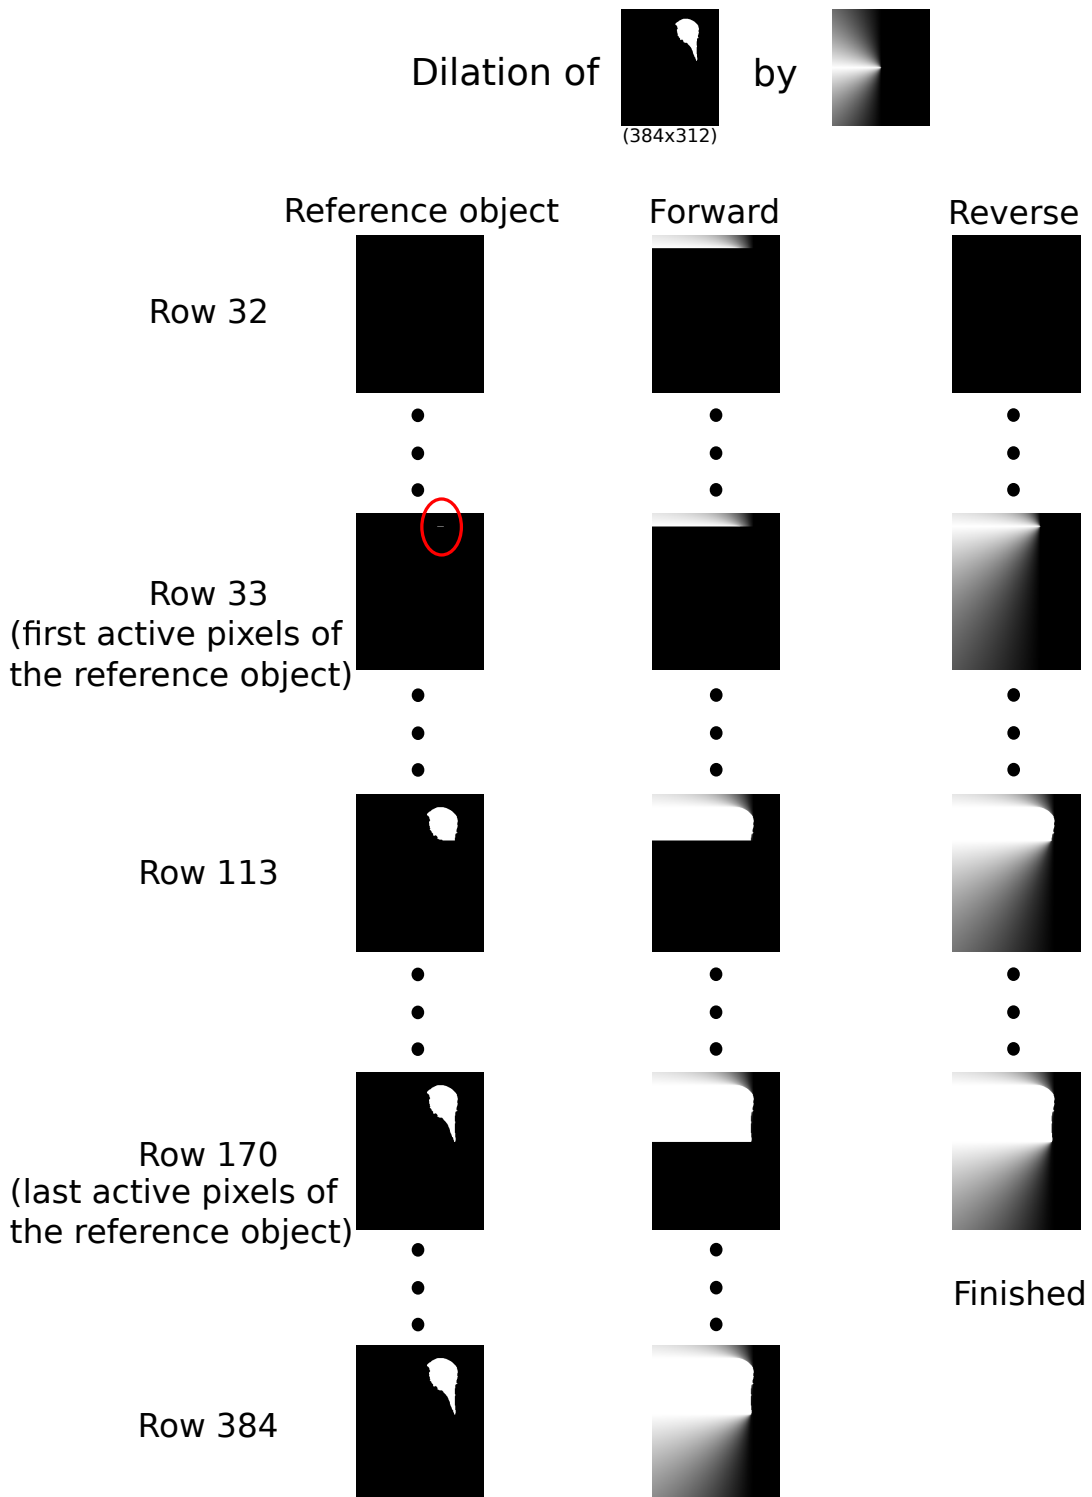 Dilation of by
(384x312)
Reference object Forward Reverse
Row 32
Row 33
(first active pixels of
the reference object)
Row 113
Row 170
(last active pixels of
the reference object)
Finished
Row 384